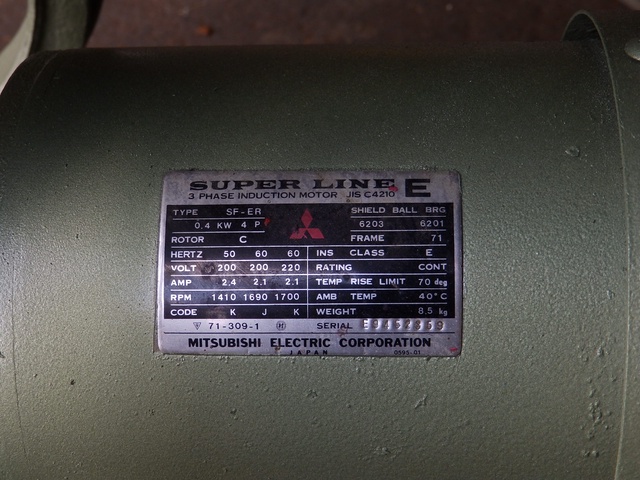 SUPER LINE E
3 PHASE INDUCTION MOTOR JIS C4210
TYPE SF-ER SHIELD BALL BRG
0.4 KW 4 P 6203 6201
ROTOR C FRAME 71
HERTZ 50 60 60 INS CLASS E
VOLT 200 200 220 RATING CONT
AMP 2.4 2.1 2.1 TEMP RISE LIMIT 70 deg
RPM 1410 1690 1700 AMB TEMP 40°C
CODE K J K WEIGHT 8.5 kg
71-309-1 SERIAL
MITSUBISHI ELECTRIC CORPORATION
JAPAN 0595-01